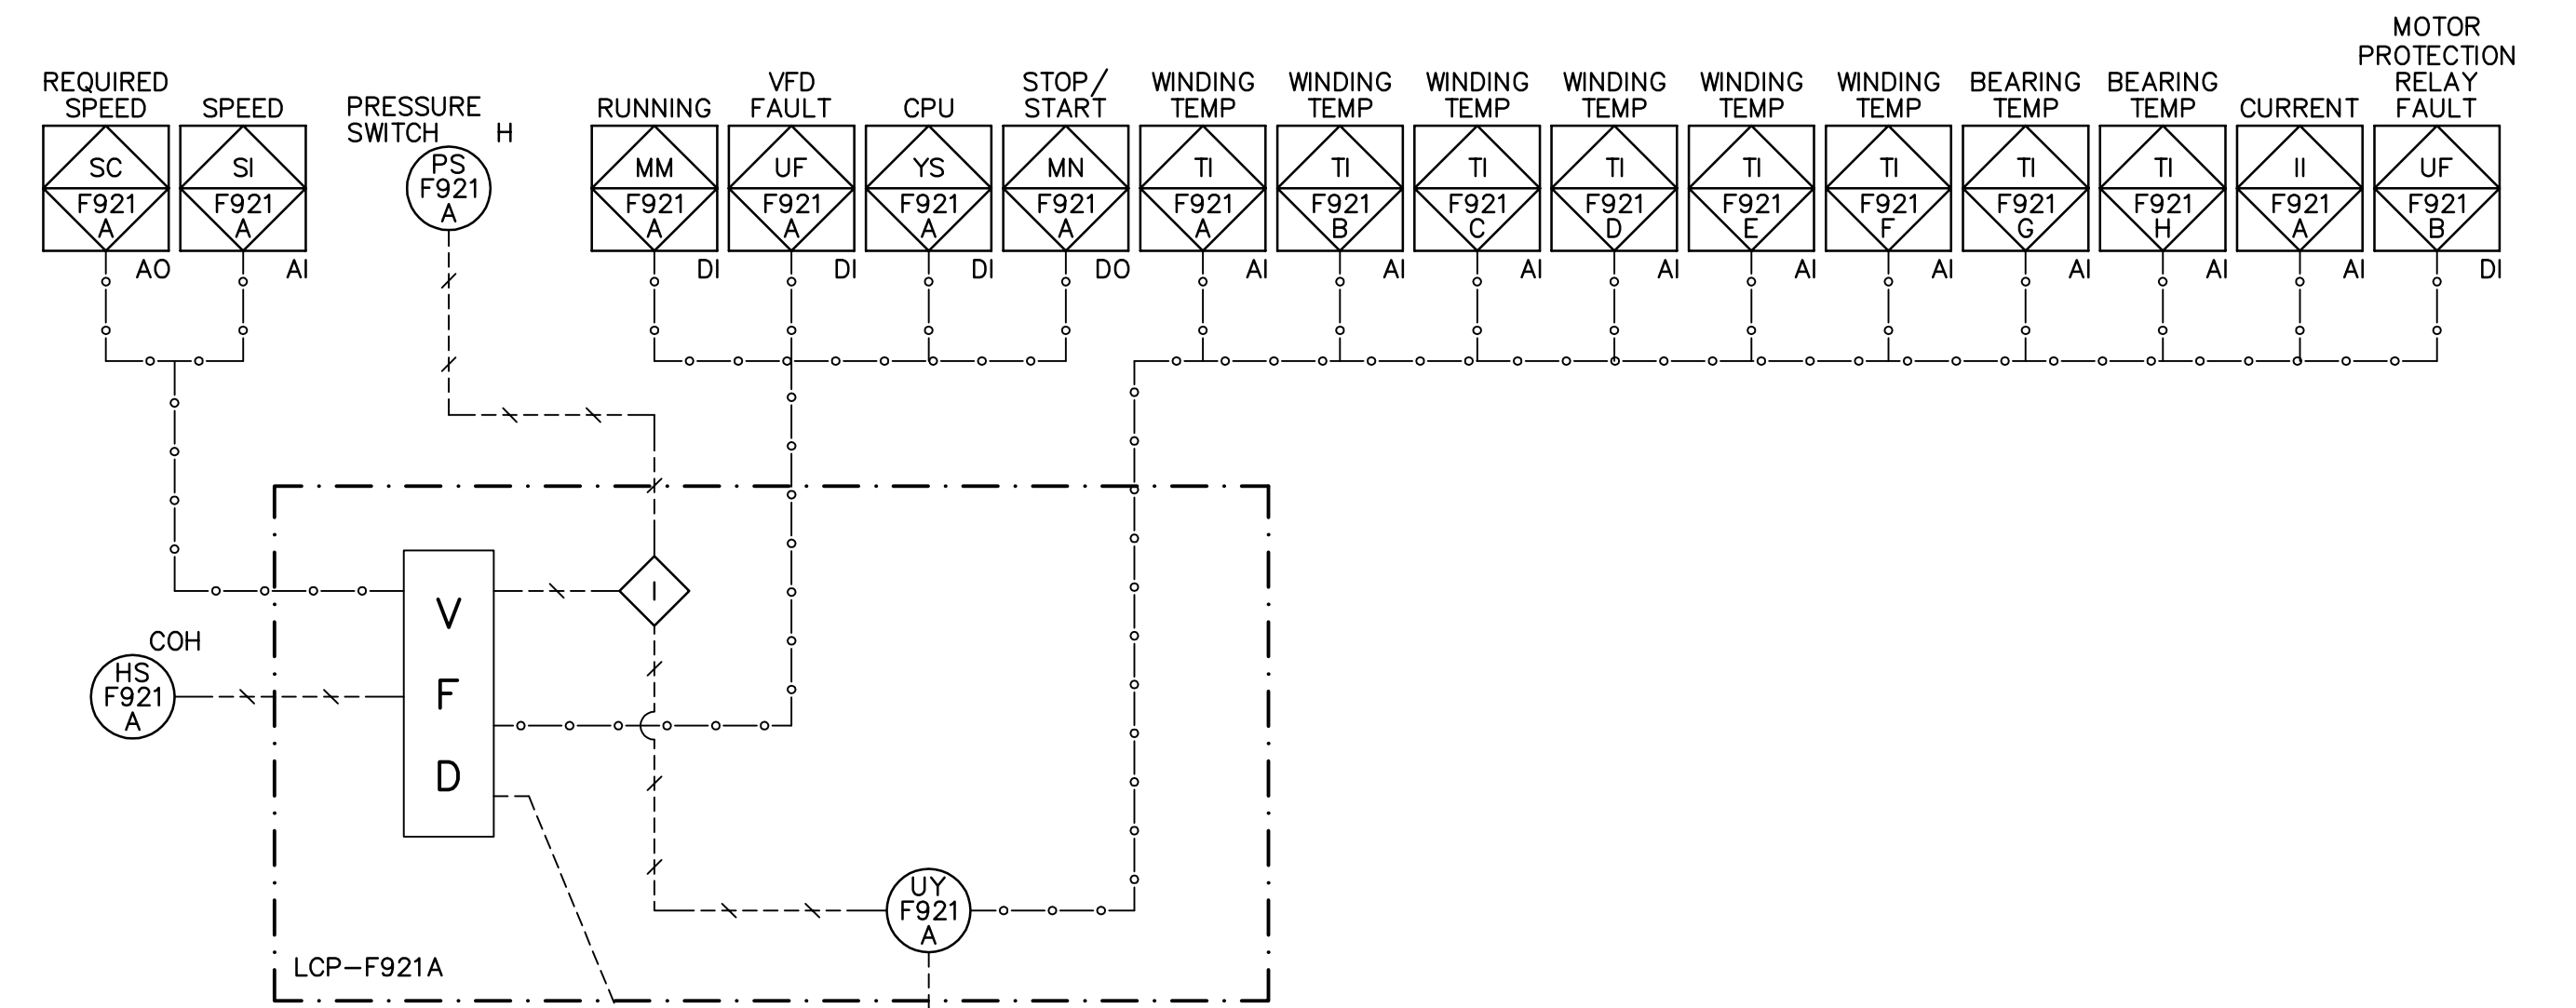 REQUIRED
SPEED
SC
F921
A
AO
SPEED
SI
F921
A
AI
PRESSURE
SWITCH H
PS
F921
A
RUNNING
MM
F921
A
DI
VFD
FAULT
UF
F921
A
DI
CPU
YS
F921
A
DI
STOP/
START
MN
F921
A
DO
WINDING
TEMP
TI
F921
A
AI
WINDING
TEMP
TI
F921
B
AI
WINDING
TEMP
TI
F921
C
AI
WINDING
TEMP
TI
F921
D
AI
WINDING
TEMP
TI
F921
E
AI
WINDING
TEMP
TI
F921
F
AI
BEARING
TEMP
TI
F921
G
AI
BEARING
TEMP
TI
F921
H
AI
CURRENT
II
F921
A
AI
MOTOR
PROTECTION
RELAY
FAULT
UF
F921
B
DI
V
F
D
I
COH
HS
F921
A
UY
F921
A
LCP-F921A